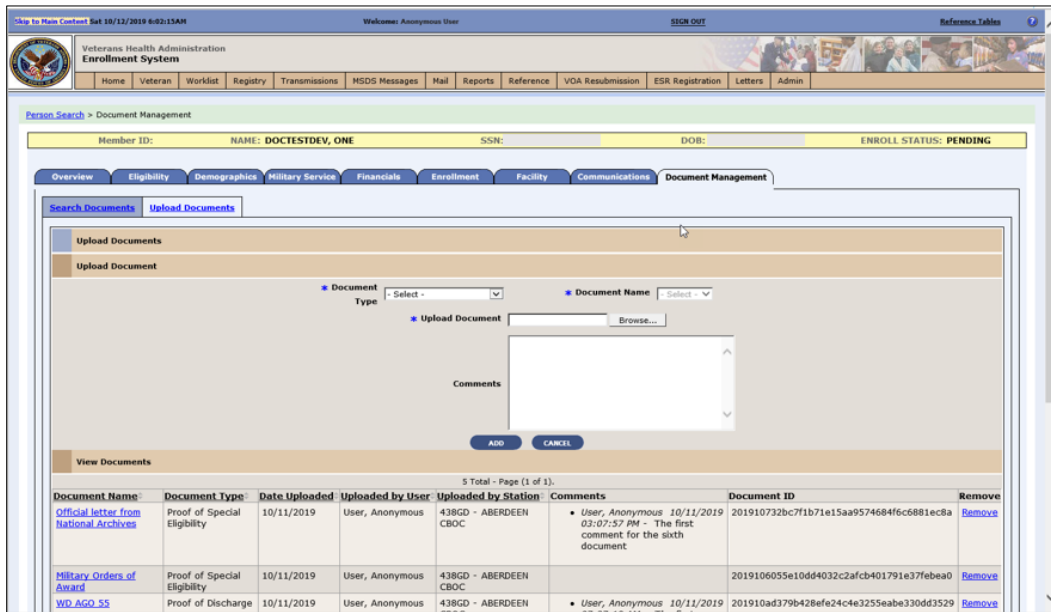 Skip to Main Content Sat 10/12/2019 6:02:15AM Welcome: Anonymous User SIGN OUT Reference Tables ?
Veterans Health Administration
Enrollment System
Home Veteran Worklist Registry Transmissions MSDS Messages Mail Reports Reference VOA Resubmission ESR Registration Letters Admin
Person Search > Document Management
Member ID: NAME: DOCTESTDEV, ONE SSN: DOB: ENROLL STATUS: PENDING
Overview Eligibility Demographics Military Service Financials Enrollment Facility Communications Document Management
Search Documents Upload Documents
Upload Documents
Upload Document
* Document Type - Select - * Document Name - Select -
* Upload Document Browse...
Comments
ADD CANCEL
View Documents
5 Total - Page (1 of 1).
Document Name Document Type Date Uploaded Uploaded by User Uploaded by Station Comments Document ID Remove
Official letter from Proof of Special 10/11/2019 User, Anonymous 438GD - ABERDEEN • User, Anonymous 10/11/2019 201910732bc7f1b71e15aa9574684f6c6881ec8a Remove
National Archives Eligibility CBOC 03:07:57 PM - The first
comment for the sixth
document
Military Orders of Proof of Special 10/11/2019 User, Anonymous 438GD - ABERDEEN 2019106055e10dd4032c2afcb401791e37febea0 Remove
Award Eligibility CBOC
WD AGO 55 Proof of Discharge 10/11/2019 User, Anonymous 438GD - ABERDEEN • User, Anonymous 10/11/2019 201910ad379b428efe24c4e3255eabe330dd3529 Remove